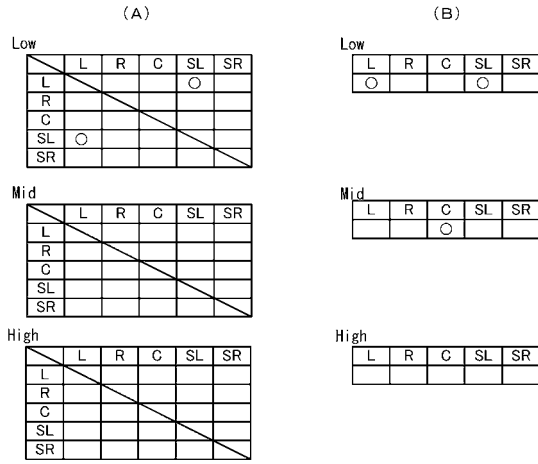 (A)
Low
L R C SL SR
L ○
R
C
SL ○
SR
Mid
L R C SL SR
L
R
C
SL
SR
High
L R C SL SR
L
R
C
SL
SR
(B)
Low
L R C SL SR
○ ○
Mid
L R C SL SR
○
High
L R C SL SR